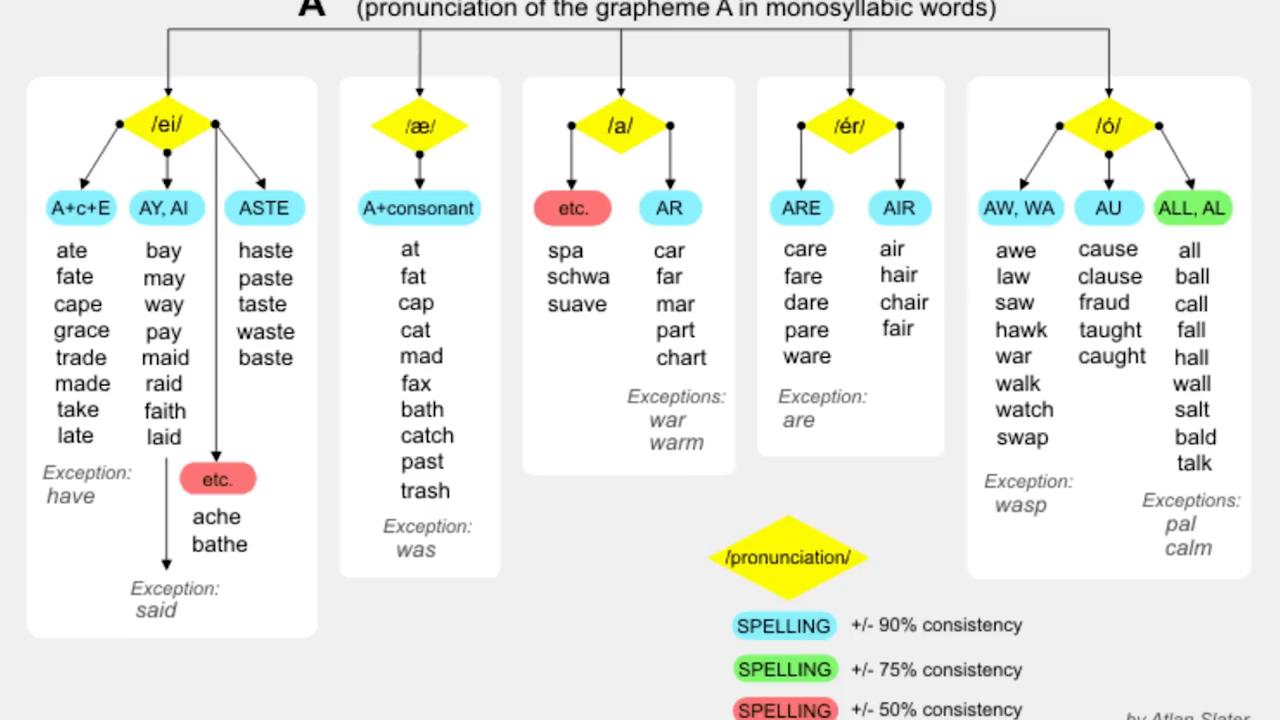 A (pronunciation of the grapheme A in monosyllabic words)
/ei/
A+c+E
ate
fate
cape
grace
trade
made
take
late
Exception:
have
AY, AI
bay
may
way
pay
maid
raid
faith
laid
Exception:
said
ASTE
haste
paste
taste
waste
baste
etc.
ache
bathe
/æ/
A+consonant
at
fat
cap
cat
mad
fax
bath
catch
past
trash
Exception:
was
/a/
etc.
spa
schwa
suave
AR
car
far
mar
part
chart
Exceptions:
war
warm
/ér/
ARE
care
fare
dare
pare
ware
Exception:
are
AIR
air
hair
chair
fair
/ó/
AW, WA
awe
law
saw
hawk
war
walk
watch
swap
Exception:
wasp
AU
cause
clause
fraud
taught
caught
ALL, AL
all
ball
call
fall
hall
wall
salt
bald
talk
Exceptions:
pal
calm
/pronunciation/
SPELLING +/- 90% consistency
SPELLING +/- 75% consistency
SPELLING +/- 50% consistency
by Atlan Slater